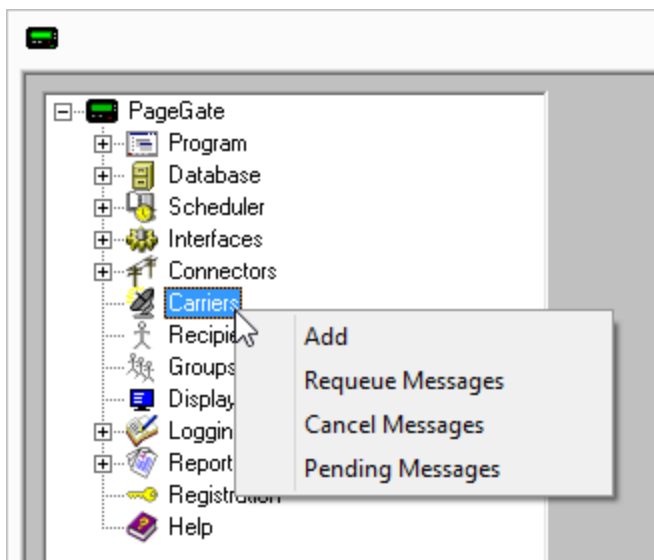 PageGate
Program
Database
Scheduler
Interfaces
Connectors
Carriers
Add
Requeue Messages
Groups
Cancel Messages
Pending Messages
Registration
Help